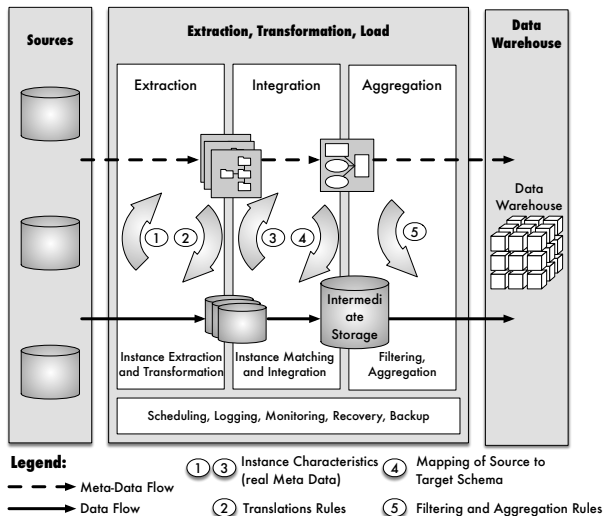 Sources
Extraction, Transformation, Load
Data
Warehouse
Extraction
Integration
Aggregation
Data
Warehouse
1
2
3
4
5
Intermedi
ate
Storage
Instance Extraction
and Transformation
Instance Matching
and Integration
Filtering,
Aggregation
Scheduling, Logging, Monitoring, Recovery, Backup
Legend:
Meta-Data Flow
Data Flow
1 3 Instance Characteristics
(real Meta Data)
2 Translations Rules
4 Mapping of Source to
Target Schema
5 Filtering and Aggregation Rules